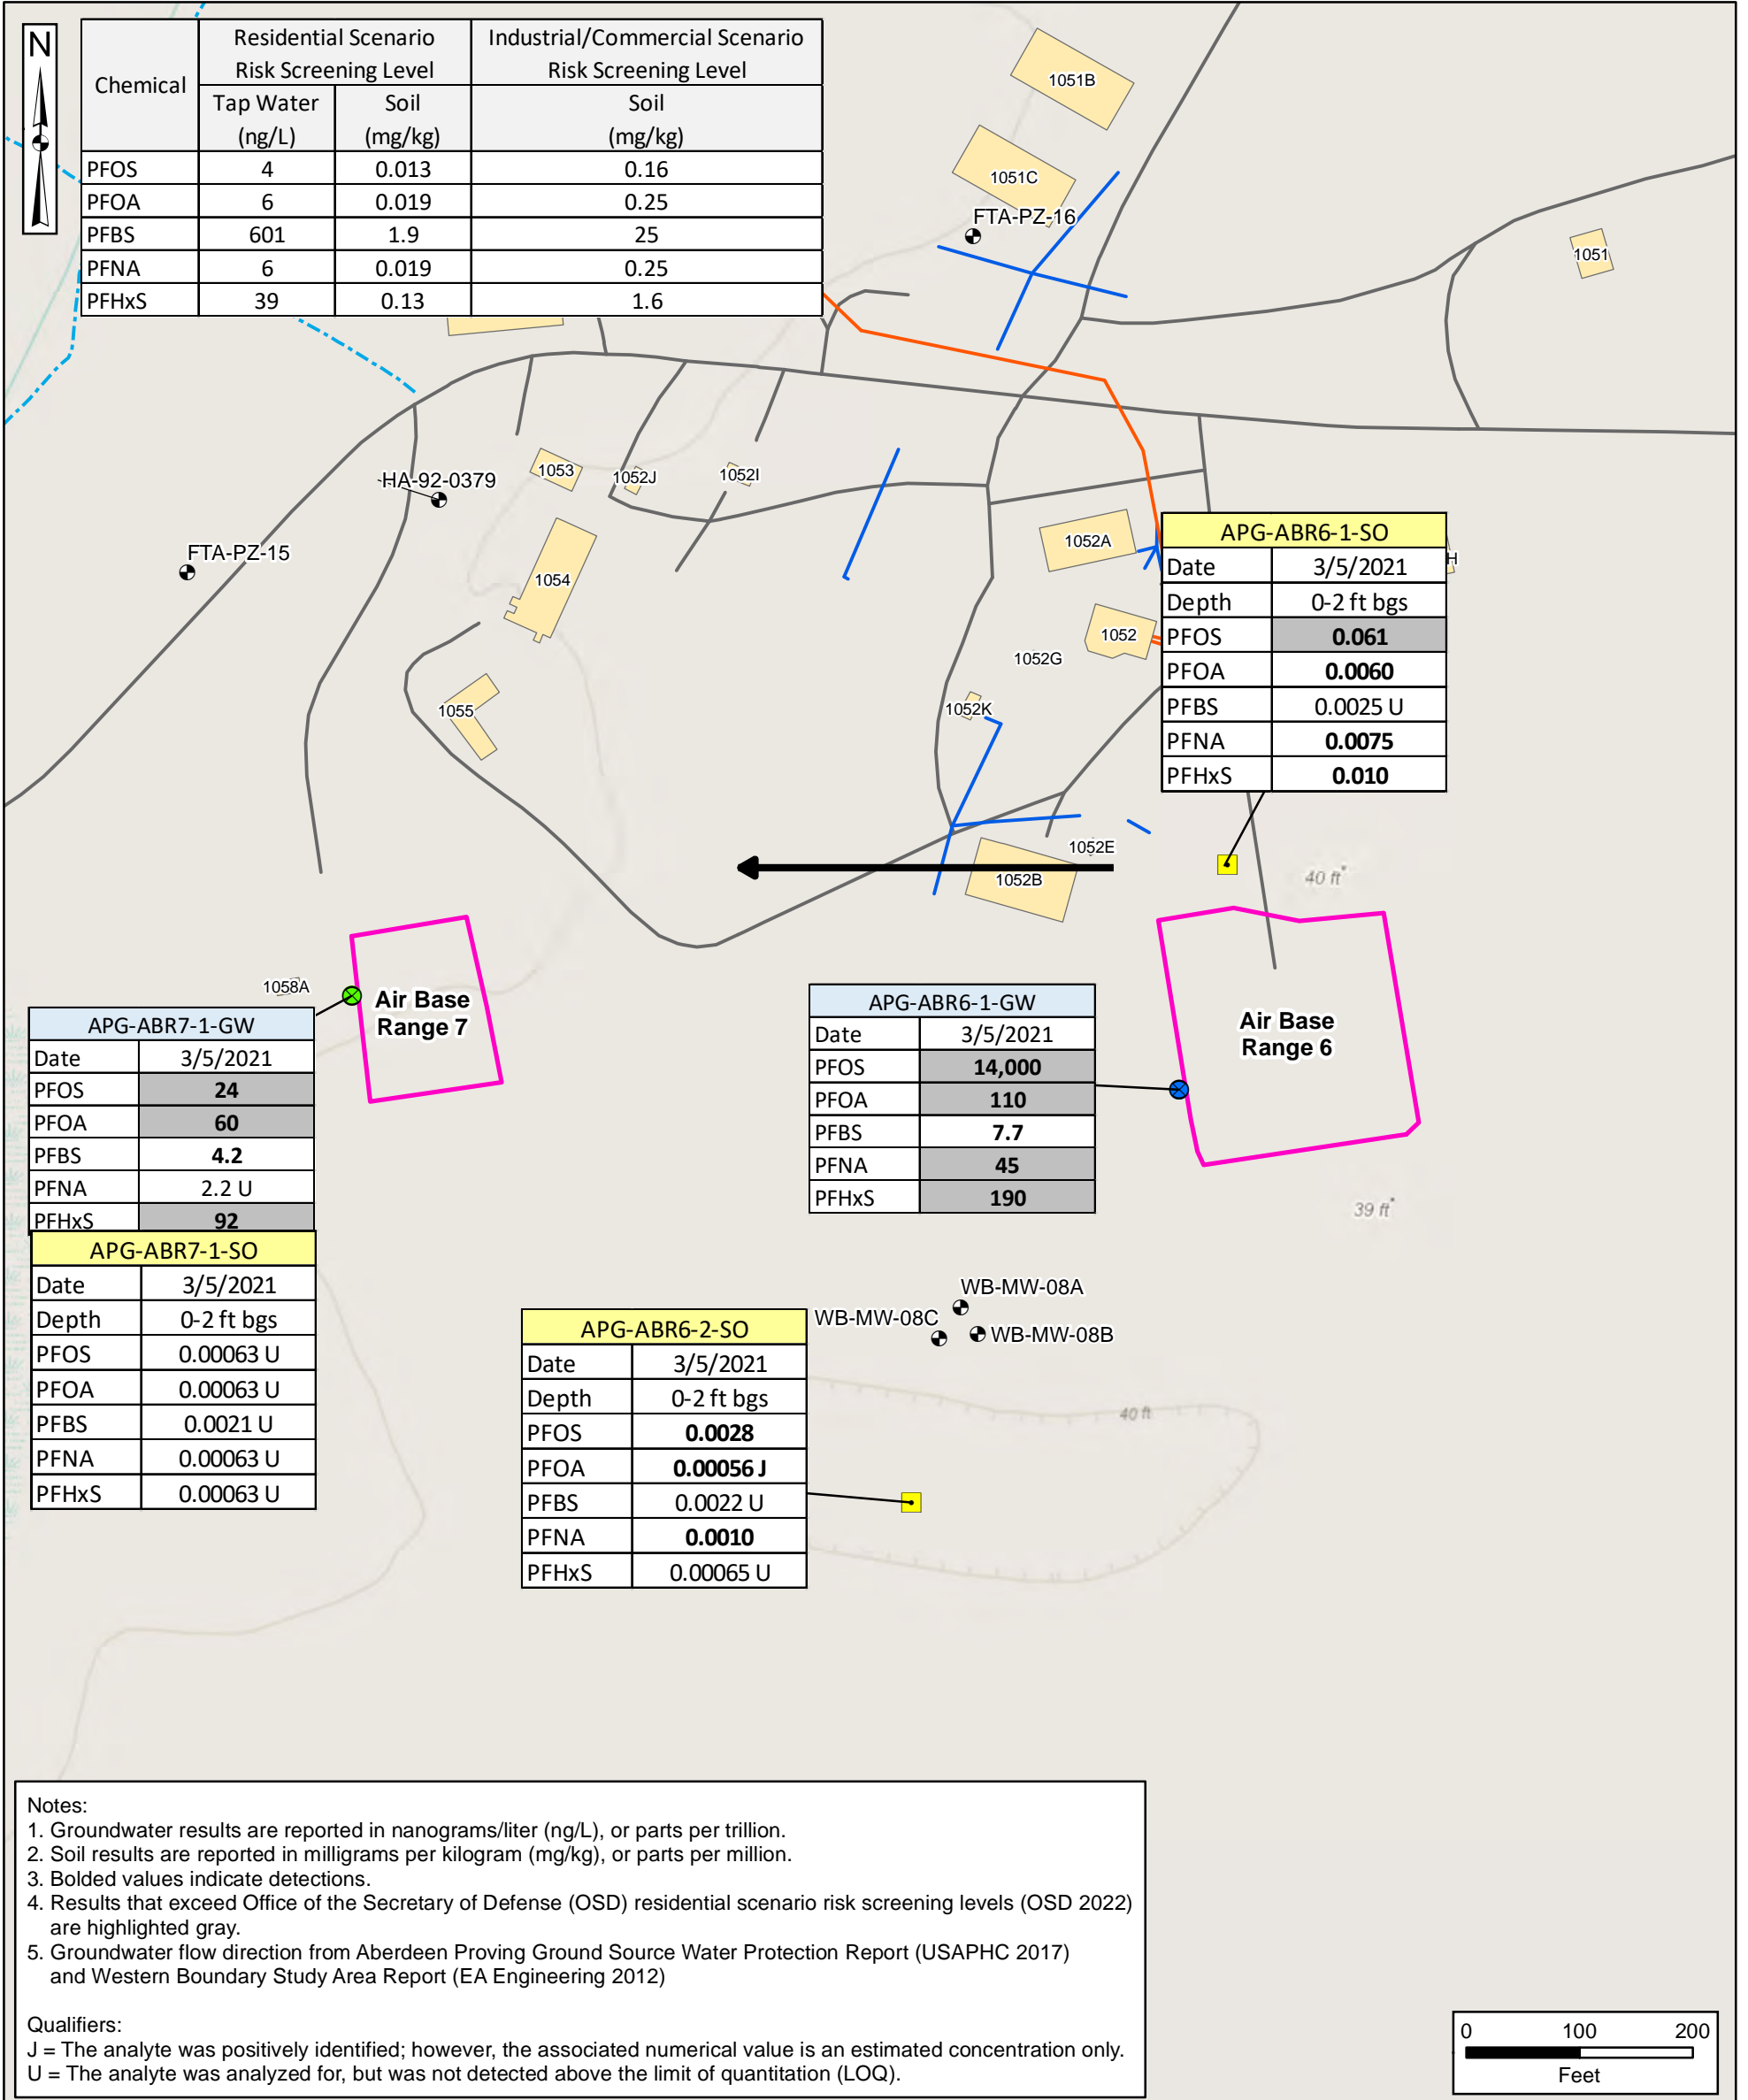 N
Chemical
Residential Scenario
Risk Screening Level
Industrial/Commercial Scenario
Risk Screening Level
Tap Water
(ng/L)
Soil
(mg/kg)
Soil
(mg/kg)
PFOS 4 0.013 0.16
PFOA 6 0.019 0.25
PFBS 601 1.9 25
PFNA 6 0.019 0.25
PFHxS 39 0.13 1.6
1051B
1051C
FTA-PZ-16
1051
HA-92-0379
1053
1052J
1052I
FTA-PZ-15
1054
1052A
H
1052
1052G
1055
1052K
APG-ABR6-1-SO
Date 3/5/2021
Depth 0-2 ft bgs
PFOS 0.061
PFOA 0.0060
PFBS 0.0025 U
PFNA 0.0075
PFHxS 0.010
1052E
1052B
40 ft
1058A
Air Base
Range 7
APG-ABR7-1-GW
Date 3/5/2021
PFOS 24
PFOA 60
PFBS 4.2
PFNA 2.2 U
PFHxS 92
APG-ABR6-1-GW
Date 3/5/2021
PFOS 14,000
PFOA 110
PFBS 7.7
PFNA 45
PFHxS 190
Air Base
Range 6
39 ft
APG-ABR7-1-SO
Date 3/5/2021
Depth 0-2 ft bgs
PFOS 0.00063 U
PFOA 0.00063 U
PFBS 0.0021 U
PFNA 0.00063 U
PFHxS 0.00063 U
WB-MW-08A
WB-MW-08C
WB-MW-08B
APG-ABR6-2-SO
Date 3/5/2021
Depth 0-2 ft bgs
PFOS 0.0028
PFOA 0.00056 J
PFBS 0.0022 U
PFNA 0.0010
PFHxS 0.00065 U
40 ft
Notes:
1. Groundwater results are reported in nanograms/liter (ng/L), or parts per trillion.
2. Soil results are reported in milligrams per kilogram (mg/kg), or parts per million.
3. Bolded values indicate detections.
4. Results that exceed Office of the Secretary of Defense (OSD) residential scenario risk screening levels (OSD 2022)
are highlighted gray.
5. Groundwater flow direction from Aberdeen Proving Ground Source Water Protection Report (USAPHC 2017)
and Western Boundary Study Area Report (EA Engineering 2012)
Qualifiers:
J = The analyte was positively identified; however, the associated numerical value is an estimated concentration only.
U = The analyte was analyzed for, but was not detected above the limit of quantitation (LOQ).
0 100 200
Feet